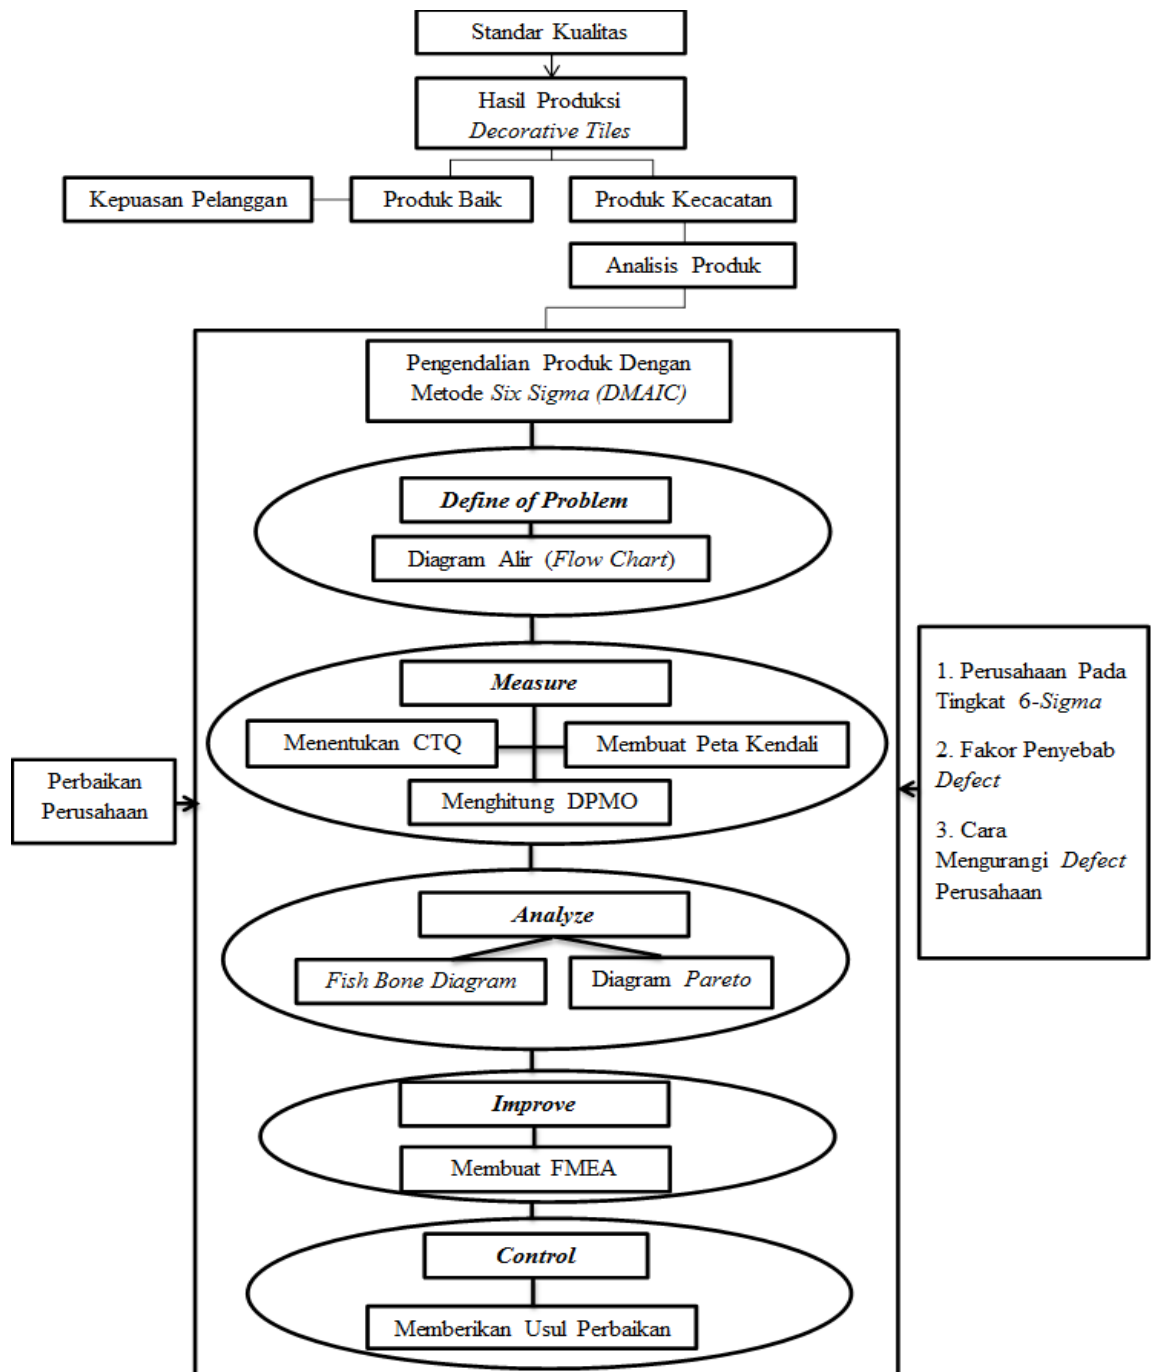 Standar Kualitas
Hasil Produksi
Decorative Tiles
Kepuasan Pelanggan
Produk Baik
Produk Kecacatan
Analisis Produk
Pengendalian Produk Dengan
Metode Six Sigma (DMAIC)
Define of Problem
Diagram Alir (Flow Chart)
Measure
Menentukan CTQ
Membuat Peta Kendali
Menghitung DPMO
Perbaikan
Perusahaan
1. Perusahaan Pada
Tingkat 6-Sigma
2. Fakor Penyebab
Defect
3. Cara
Mengurangi Defect
Perusahaan
Analyze
Fish Bone Diagram
Diagram Pareto
Improve
Membuat FMEA
Control
Memberikan Usul Perbaikan